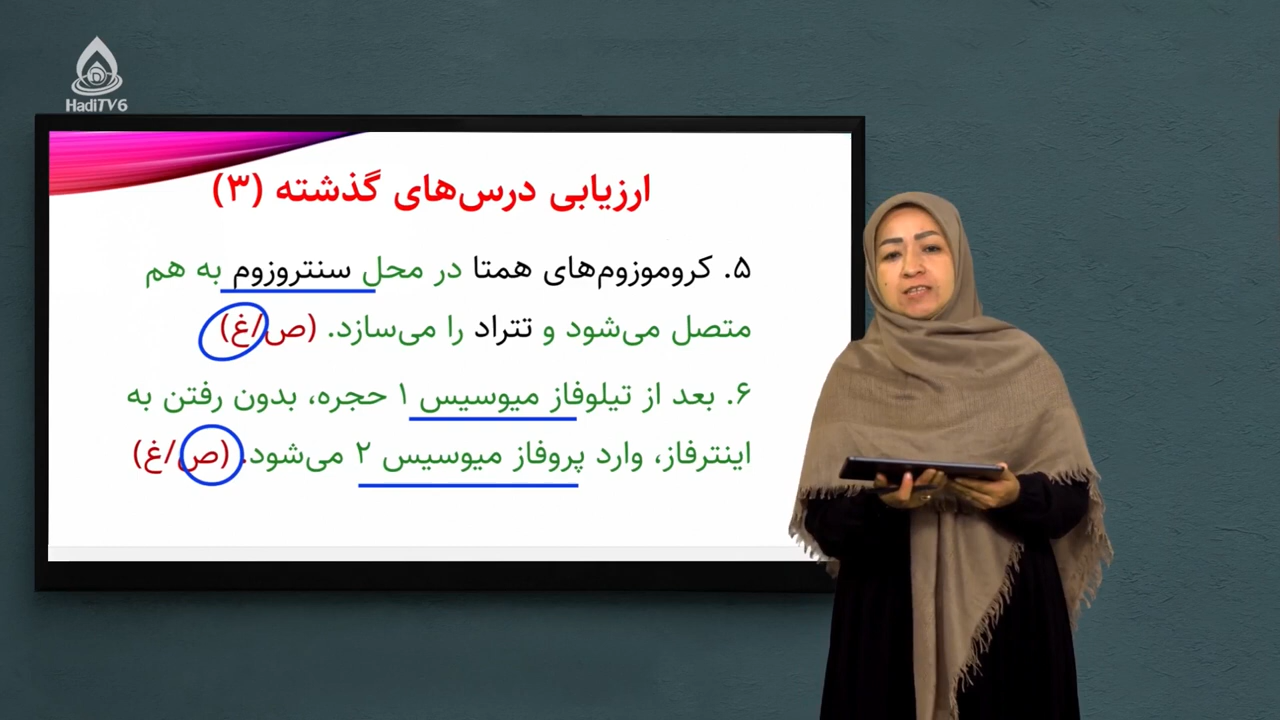 HadiTV6
ارزیابی درس‌های گذشته (۳)
۵. کروموزوم‌های همتا در محل سنتروزوم به هم
متصل می‌شود و تتراد را می‌سازد. (ص/غ)
۶. بعد از تیلوفاز میوسیس ۱ حجره، بدون رفتن به
اینترفاز، وارد پروفاز میوسیس ۲ می‌شود. (ص/غ)